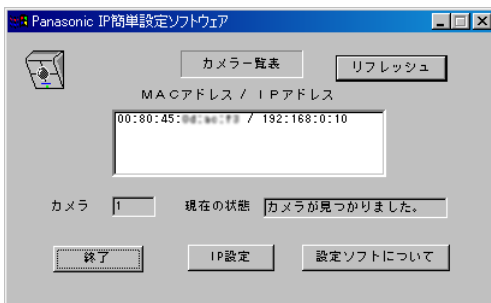 Panasonic IP簡単設定ソフトウェア
カメラ一覧表
リフレッシュ
MACアドレス / IPアドレス
00:80:45: / 192:168:0:10
カメラ 1 現在の状態 カメラが見つかりました。
終了 IP設定 設定ソフトについて